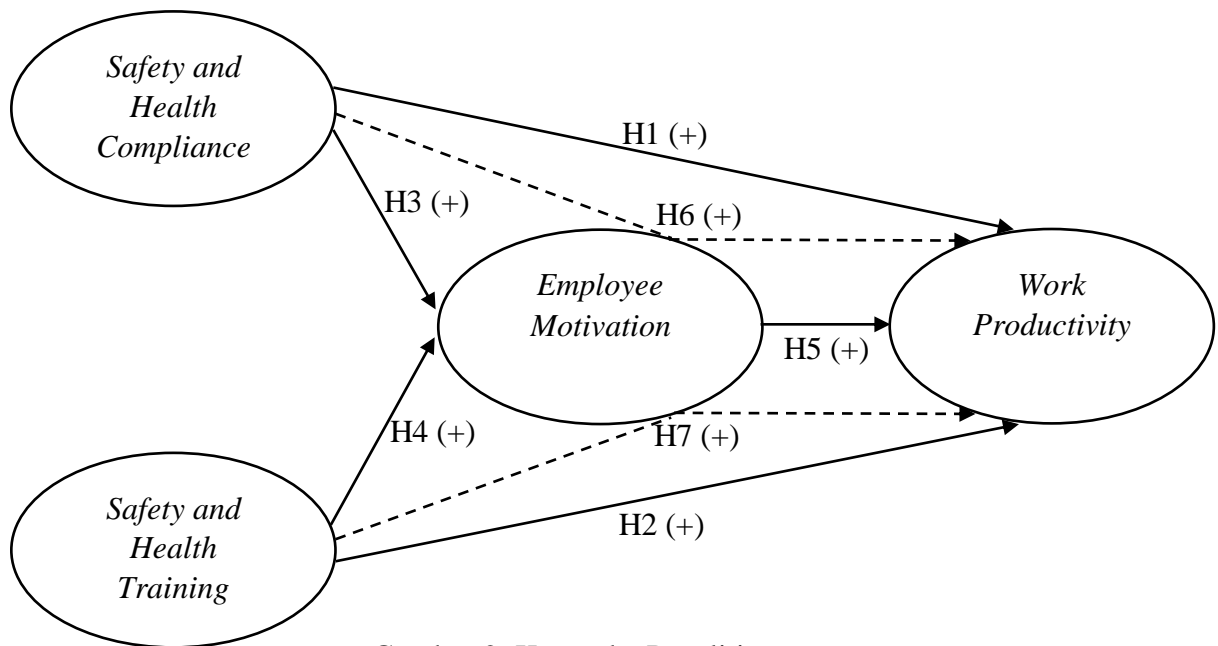 Safety and
Health
Compliance
H1 (+)
H3 (+)
H6 (+)
Employee
Motivation
Work
Productivity
H5 (+)
H4 (+)
H7 (+)
Safety and
Health
Training
H2 (+)